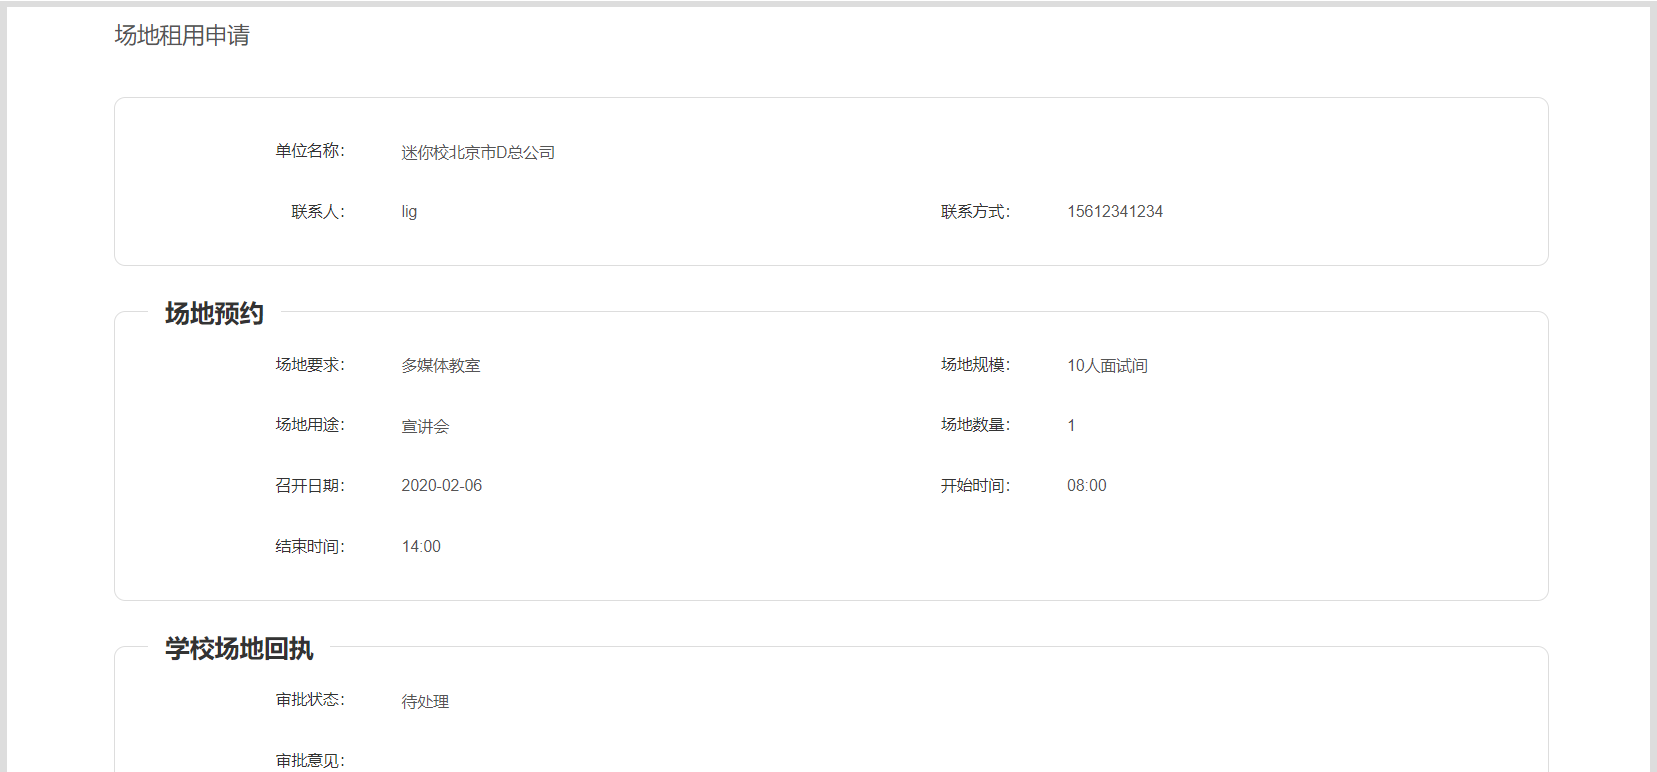 场地租用申请
单位名称： 迷你校北京市D总公司
联系人： lig 联系方式： 15612341234
场地预约
场地要求： 多媒体教室 场地规模： 10人面试间
场地用途： 宣讲会 场地数量： 1
召开日期： 2020-02-06 开始时间： 08:00
结束时间： 14:00
学校场地回执
审批状态： 待处理
审批意见：